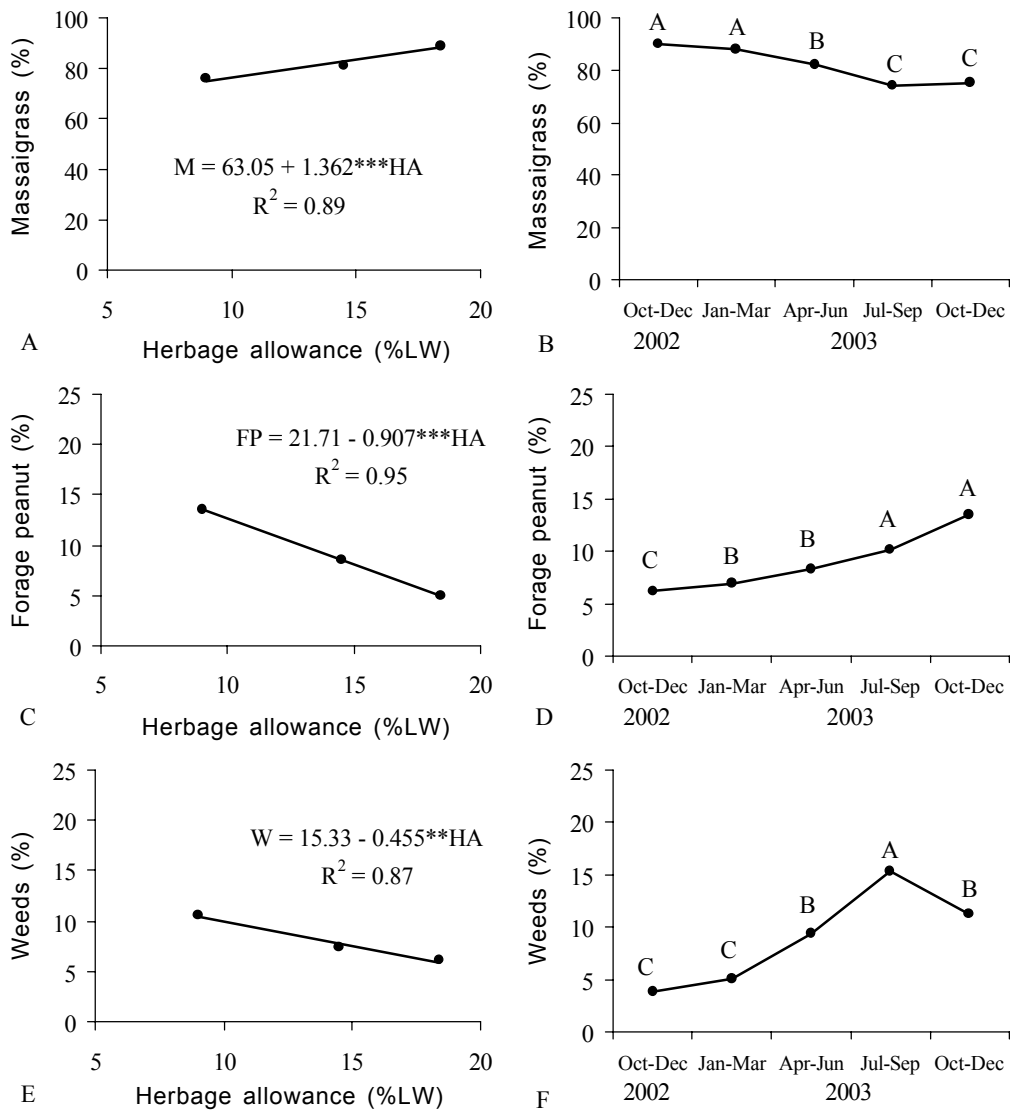 100
80
60
40
20
0
Massaigrass (%)
M = 63.05 + 1.362***HA
R² = 0.89
5 10 15 20
Herbage allowance (%LW)
A
100
80
60
40
20
0
Massaigrass (%)
A A B C C
Oct-Dec Jan-Mar Apr-Jun Jul-Sep Oct-Dec
2002 2003
B
25
20
15
10
5
0
Forage peanut (%)
FP = 21.71 - 0.907***HA
R² = 0.95
5 10 15 20
Herbage allowance (%LW)
C
25
20
15
10
5
0
Forage peanut (%)
C B B A A
Oct-Dec Jan-Mar Apr-Jun Jul-Sep Oct-Dec
2002 2003
D
25
20
15
10
5
0
Weeds (%)
W = 15.33 - 0.455**HA
R² = 0.87
5 10 15 20
Herbage allowance (%LW)
E
25
20
15
10
5
0
Weeds (%)
C C B A B
Oct-Dec Jan-Mar Apr-Jun Jul-Sep Oct-Dec
2002 2003
F